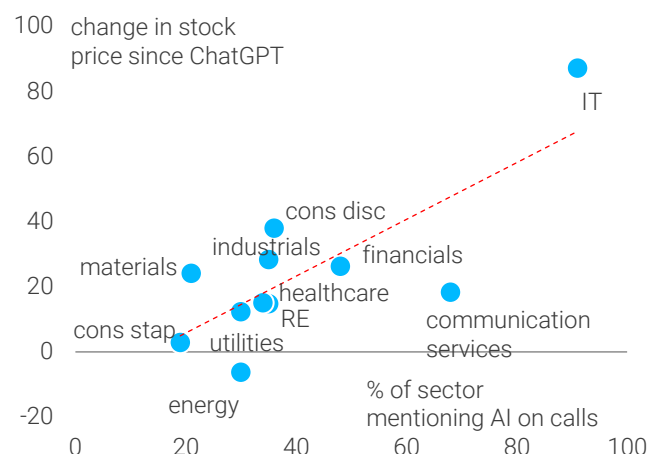 100
change in stock
price since ChatGPT
80
IT
60
40
cons disc
industrials
financials
materials
20
healthcare
RE
communication
services
cons stap
utilities
0
energy
% of sector
mentioning AI on calls
-20
0 20 40 60 80 100